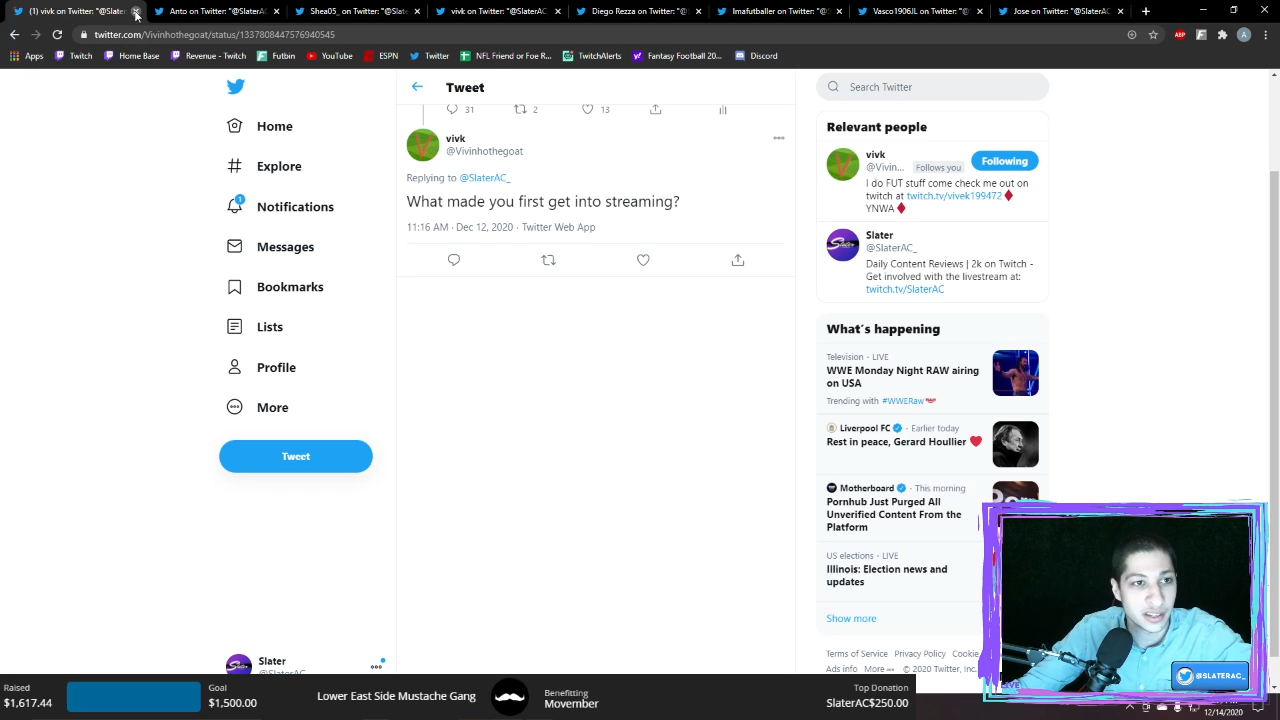 (1) vivk on Twitter: "@Slater
Anto on Twitter: "@SlaterAC_
Shea05_ on Twitter: "@Slater
ivinci on Twitter: "@SlaterAC_
Diego Rezza on Twitter: "@
Imafutballer on Twitter: "@S
Vasco1906 on Twitter: "@S
Jose on Twitter: "@SlaterAC
twitter.com/Vivinhothegoat/status/1337808447576940545
Apps
Twitch
Home Base
Revenue - Twitch
Futbin
YouTube
ESPN
Twitter
NFL Friend or Foe R...
TwitchAlerts
Fantasy Football 20...
Discord
Home
Explore
1
Notifications
Messages
Bookmarks
Lists
Profile
More
Tweet
Slater
@SlaterAC_
Tweet
31
2
13
vivk
@Vivinhothegoat
Replying to @SlaterAC_
What made you first get into streaming?
11:16 AM · Dec 12, 2020 · Twitter Web App
Search Twitter
Relevant people
vivk
@Vivin... Follows you
Following
I do FUT stuff come check me out on
twitch at twitch.tv/vivek199472
YNWA
Slater
@SlaterAC_
Daily Content Reviews | 2k on Twitch -
Get involved with the livestream at:
twitch.tv/SlaterAC
What's happening
Television · LIVE
WWE Monday Night RAW airing
on USA
Trending with #WWERaw
Liverpool FC · Earlier today
Rest in peace, Gerard Houllier
Motherboard · This morning
Pornhub Just Purged All
Unverified Content From the
Platform
US elections · LIVE
Illinois: Election news and
updates
Show more
Terms of Service Privacy Policy Cookie
Ads info More © 2020 Twitter, Inc.
@SLATERAC_
LIVE
Raised
$1,617.44
Goal
$1,500.00
Lower East Side Mustache Gang
Benefitting
Movember
Top Donation
SlaterAC$250.00
12/14/2020